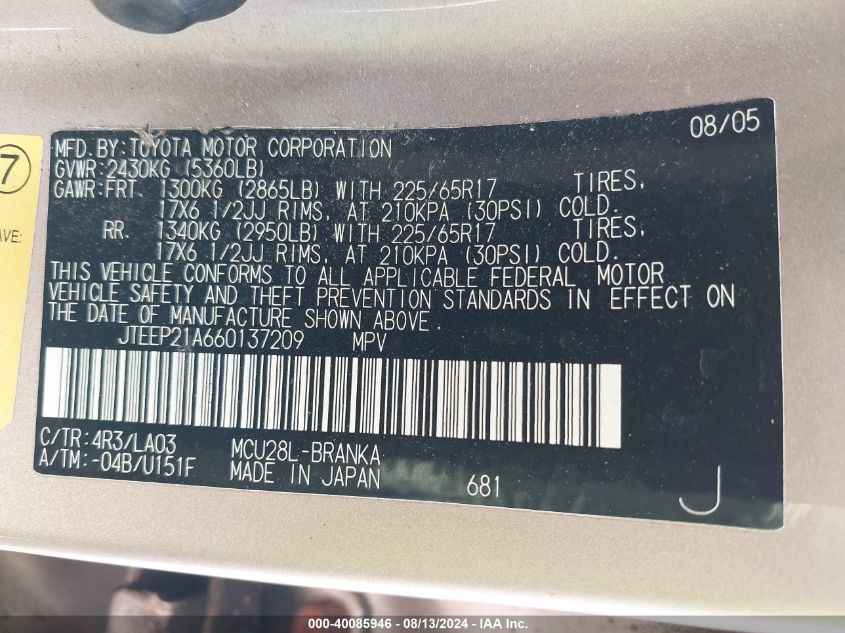 08/05
MFD.BY:TOYOTA MOTOR CORPORATION
GVWR:2430KG (5360LB)
GAWR:FRT. 1300KG (2865LB) WITH 225/65R17 TIRES,
17X6 1/2JJ RIMS, AT 210KPA (30PSI) COLD.
RR. 1340KG (2950LB) WITH 225/65R17 TIRES,
17X6 1/2JJ RIMS, AT 210KPA (30PSI) COLD.
THIS VEHICLE CONFORMS TO ALL APPLICABLE FEDERAL MOTOR
VEHICLE SAFETY AND THEFT PREVENTION STANDARDS IN EFFECT ON
THE DATE OF MANUFACTURE SHOWN ABOVE.
JTEEP21A660137209 MPV
C/TR:4R3/LA03 MCU28L-BRANKA
A/TM:-04B/U151F MADE IN JAPAN 681 J
7
AVE:
000-40085946 - 08/13/2024 - IAA Inc.